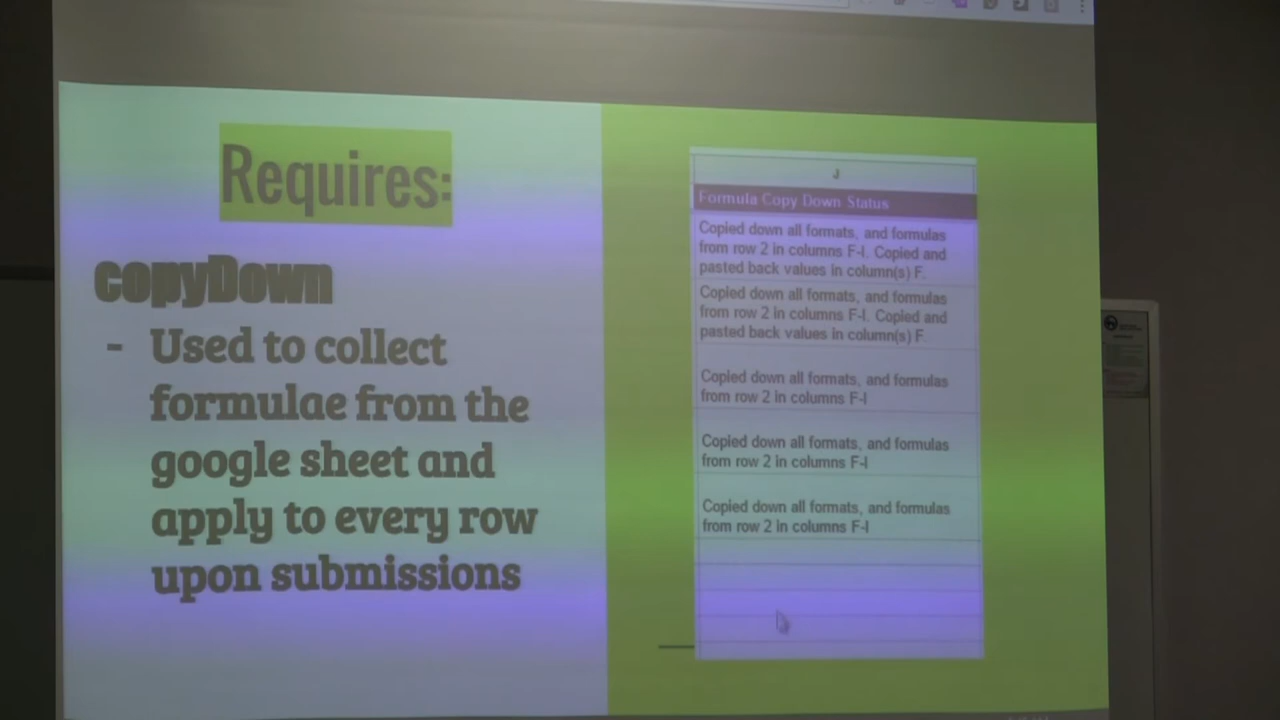 Requires:
copyDown
- Used to collect
formulae from the
google sheet and
apply to every row
upon submissions
J
Formula Copy Down Status
Copied down all formats, and formulas
from row 2 in columns F-I. Copied and
pasted back values in column(s) F.
Copied down all formats, and formulas
from row 2 in columns F-I. Copied and
pasted back values in column(s) F.
Copied down all formats, and formulas
from row 2 in columns F-I
Copied down all formats, and formulas
from row 2 in columns F-I
Copied down all formats, and formulas
from row 2 in columns F-I